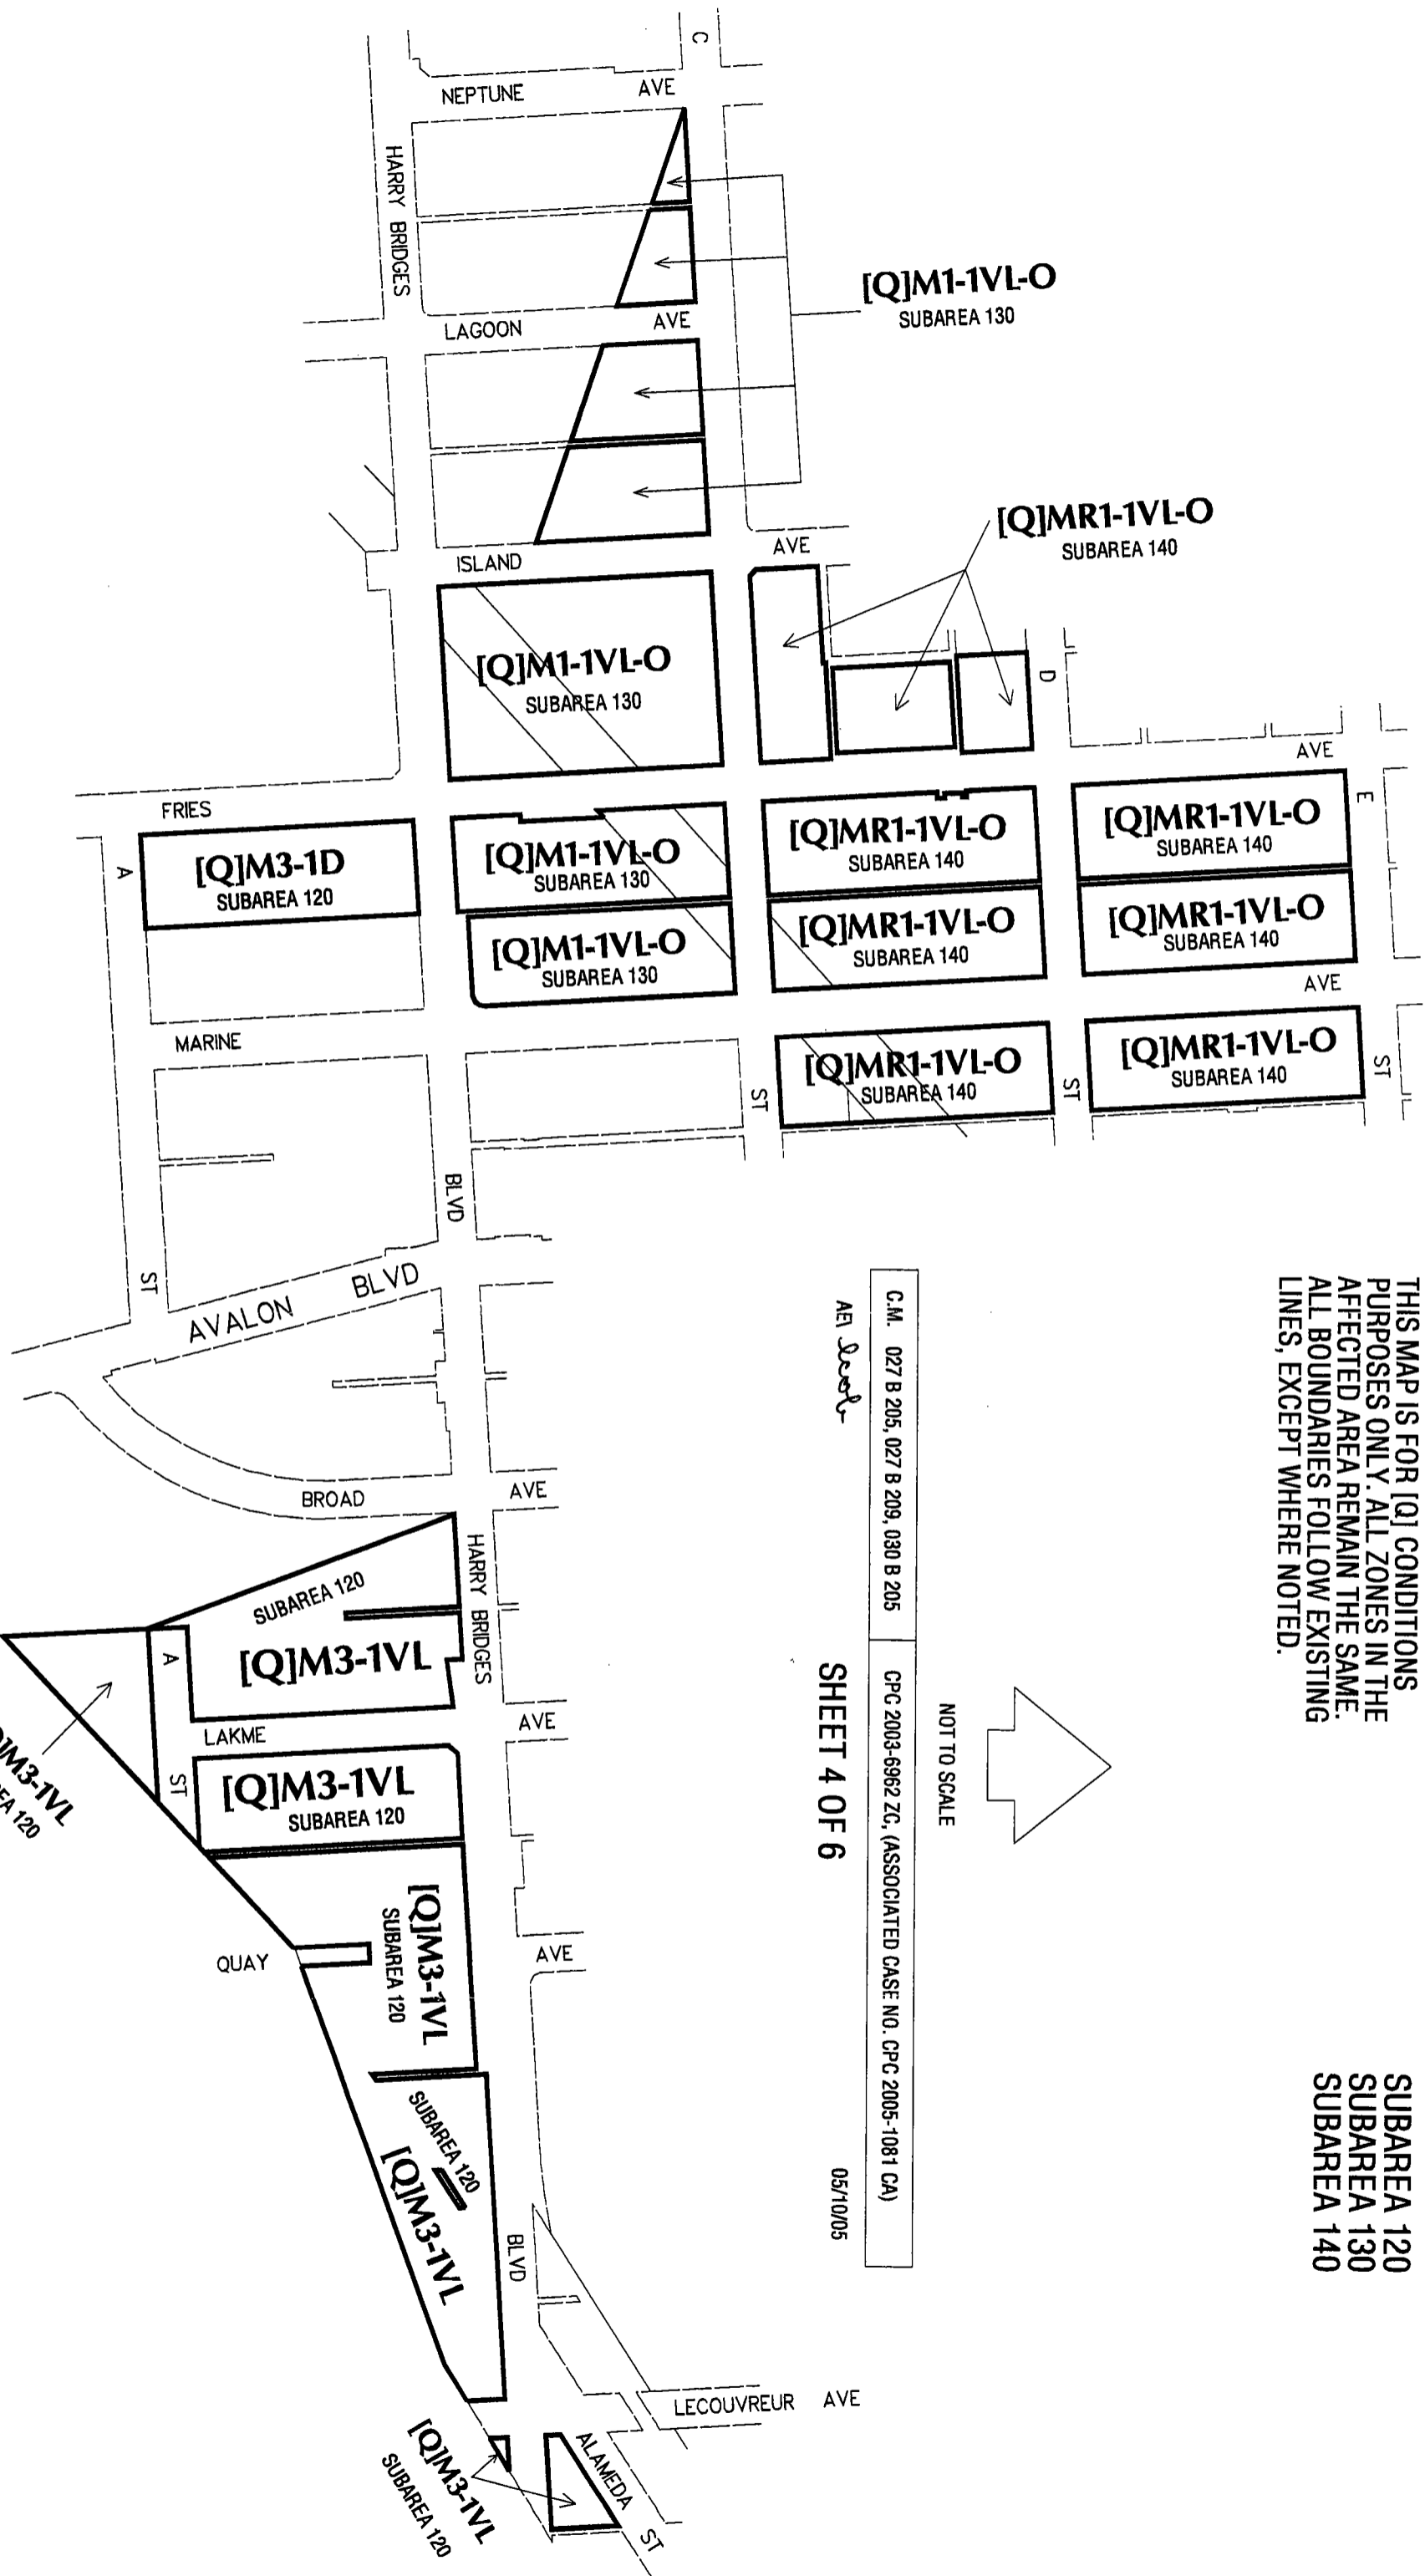 C
NEPTUNE AVE
HARRY BRIDGES
[Q]M1-1VL-O
SUBAREA 130
LAGOON AVE
[Q]MR1-1VL-O
SUBAREA 140
ISLAND AVE
[Q]M1-1VL-O
SUBAREA 130
D
AVE
E
FRIES
A
[Q]M3-1D
SUBAREA 120
[Q]M1-1VL-O
SUBAREA 130
[Q]MR1-1VL-O
SUBAREA 140
[Q]MR1-1VL-O
SUBAREA 140
[Q]M1-1VL-O
SUBAREA 130
[Q]MR1-1VL-O
SUBAREA 140
[Q]MR1-1VL-O
SUBAREA 140
AVE
MARINE
[Q]MR1-1VL-O
SUBAREA 140
[Q]MR1-1VL-O
SUBAREA 140
ST
ST
ST
BLVD
ST
AVALON BLVD
BROAD AVE
HARRY BRIDGES
SUBAREA 120
[Q]M3-1VL
A
LAKME AVE
ST
[Q]M3-1VL
SUBAREA 120
M3-1VL
120
[Q]M3-1VL
SUBAREA 120
QUAY AVE
SUBAREA 120
[Q]M3-1VL
BLVD
LECOUVREUR AVE
ALAMEDA ST
[Q]M3-1VL
SUBAREA 120
THIS MAP IS FOR [Q] CONDITIONS
PURPOSES ONLY. ALL ZONES IN THE
AFFECTED AREA REMAIN THE SAME.
ALL BOUNDARIES FOLLOW EXISTING
LINES, EXCEPT WHERE NOTED.
SUBAREA 120
SUBAREA 130
SUBAREA 140
NOT TO SCALE
C.M. 027 B 205, 027 B 209, 030 B 205
CPC 2003-6962 ZC, (ASSOCIATED CASE NO. CPC 2005-1081 CA)
AEI
SHEET 4 OF 6
05/10/05